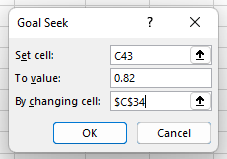 Goal Seek ? ×
Set cell: C43
To value: 0.82
By changing cell: $C$34
OK Cancel